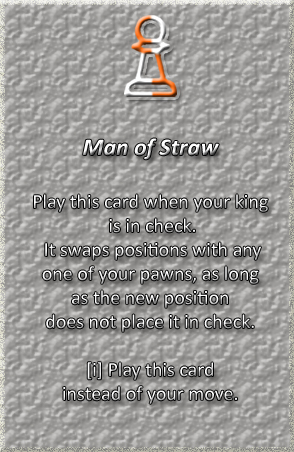 Man of Straw
Play this card when your king
is in check.
It swaps positions with any
one of your pawns, as long
as the new position
does not place it in check.
[i] Play this card
instead of your move.